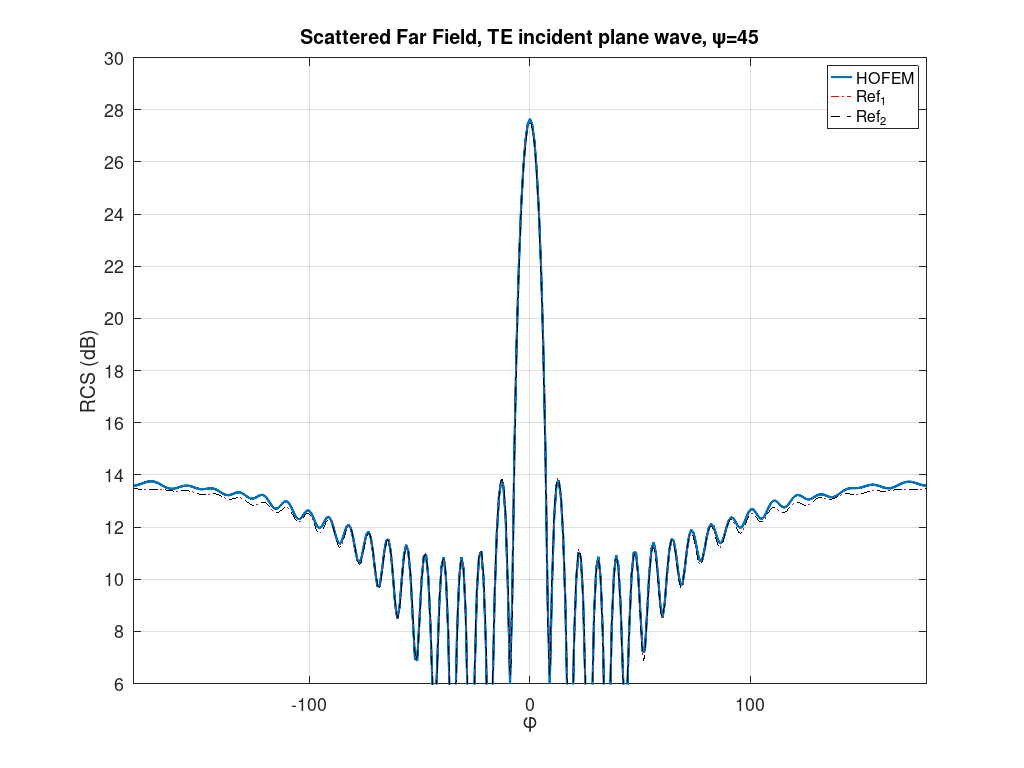 Scattered Far Field, TE incident plane wave, ψ=45
HOFEM
Ref₁
Ref₂
RCS (dB)
30
28
26
24
22
20
18
16
14
12
10
8
6
-100
0
100
φ